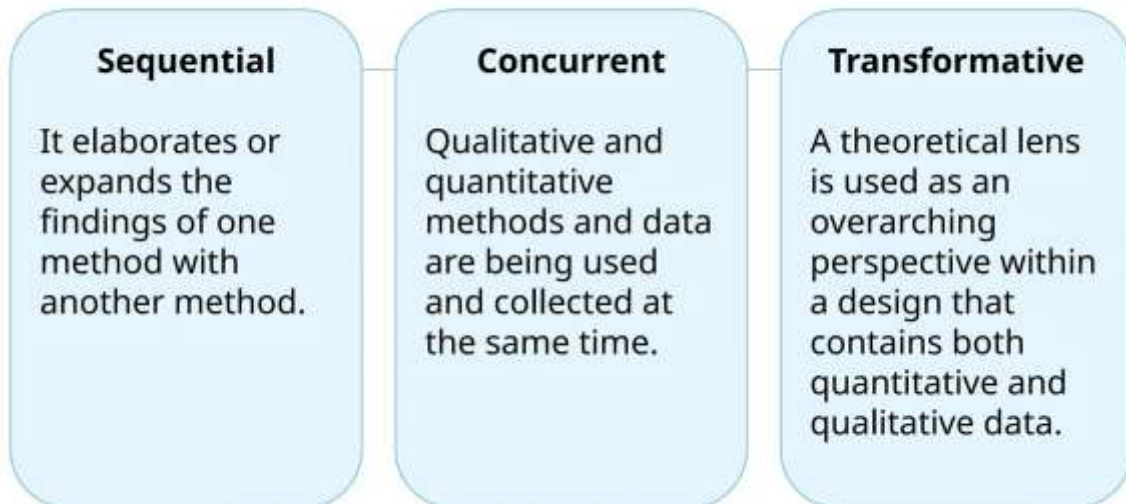 Sequential
It elaborates or
expands the
findings of one
method with
another method.
Concurrent
Qualitative and
quantitative
methods and data
are being used
and collected at
the same time.
Transformative
A theoretical lens
is used as an
overarching
perspective within
a design that
contains both
quantitative and
qualitative data.